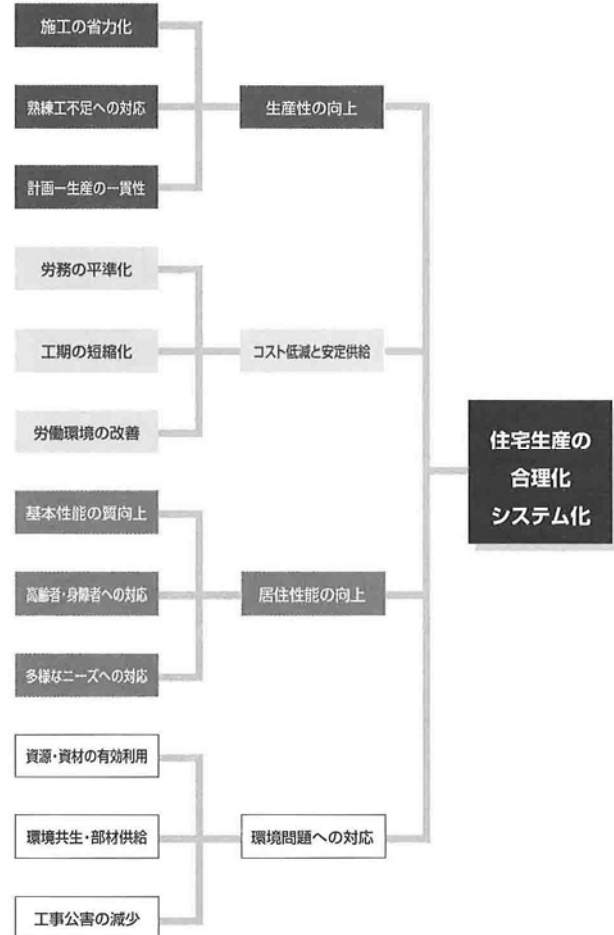 施工の省力化
熟練工不足への対応
生産性の向上
計画ー生産の一貫性
労務の平準化
工期の短縮化
コスト低減と安定供給
労働環境の改善
住宅生産の
合理化
システム化
基本性能の質向上
高齢者・身障者への対応
居住性能の向上
多様なニーズへの対応
資源・資材の有効利用
環境共生・部材供給
環境問題への対応
工事公害の減少